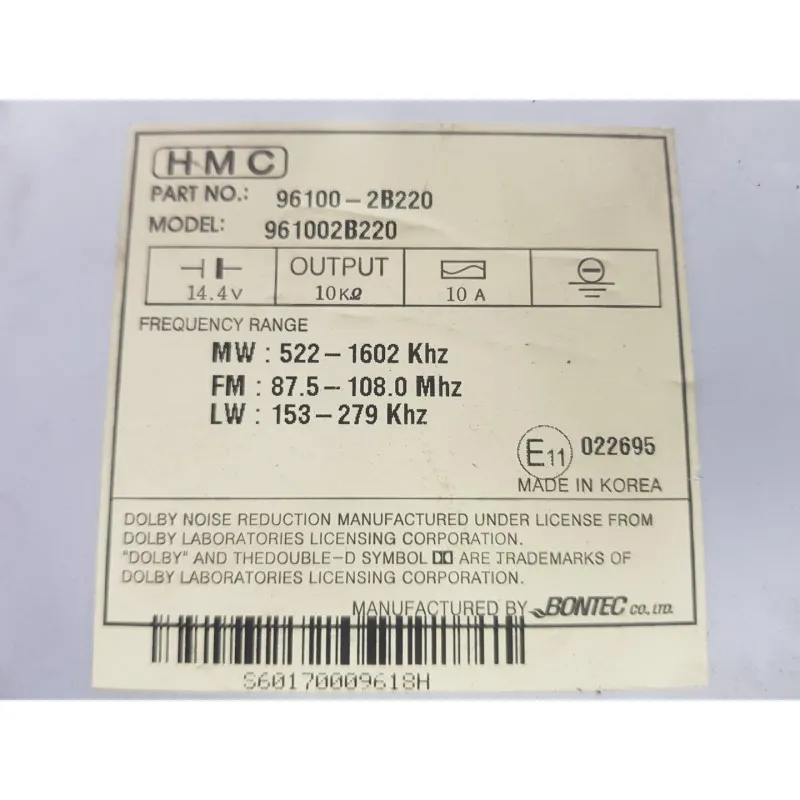 HMC
PART NO.: 96100-2B220
MODEL: 961002B220
14.4V OUTPUT 10KΩ 10 A
FREQUENCY RANGE
MW : 522-1602 Khz
FM : 87.5-108.0 Mhz
LW : 153-279 Khz
E11 022695
MADE IN KOREA
DOLBY NOISE REDUCTION MANUFACTURED UNDER LICENSE FROM
DOLBY LABORATORIES LICENSING CORPORATION.
"DOLBY" AND THEDOUBLE-D SYMBOL ARE TRADEMARKS OF
DOLBY LABORATORIES LICENSING CORPORATION.
MANUFACTURED BY BONTEC CO., LTD.
S60170009618H